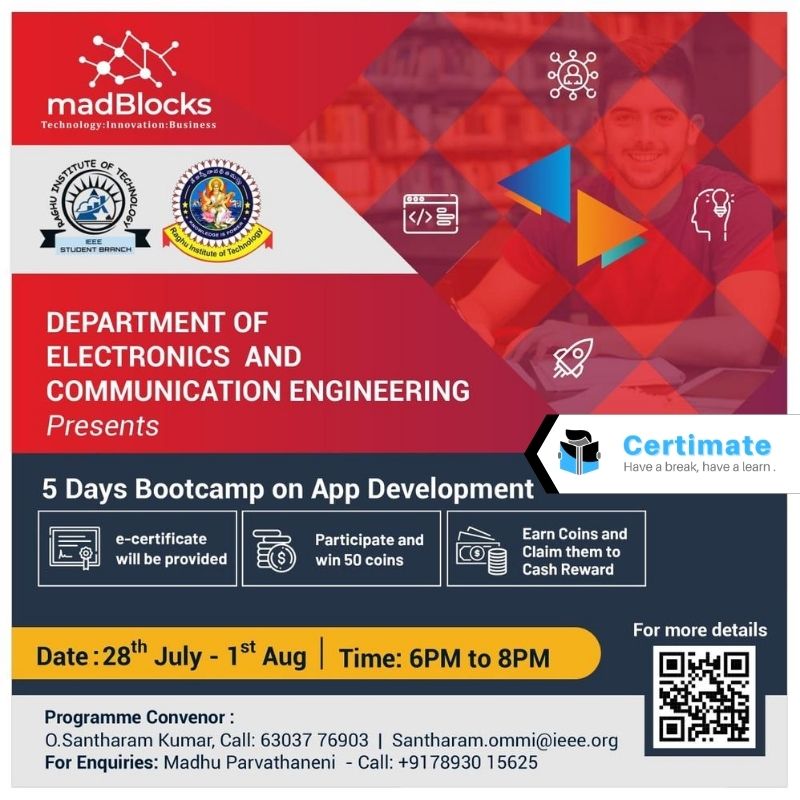 madBlocks
Technology:Innovation:Business
RAGHU INSTITUTE OF TECHNOLOGY
IEEE
STUDENT BRANCH
KNOWLEDGE IS POWER
Raghu Institute of Technology
</>
DEPARTMENT OF
ELECTRONICS AND
COMMUNICATION ENGINEERING
Presents
Certimate
Have a break, have a learn .
5 Days Bootcamp on App Development
e-certificate
will be provided
Participate and
win 50 coins
Earn Coins and
Claim them to
Cash Reward
Date : 28th July - 1st Aug | Time: 6PM to 8PM
For more details
Programme Convenor :
O.Santharam Kumar, Call: 63037 76903 | Santharam.ommi@ieee.org
For Enquiries: Madhu Parvathaneni - Call: +9178930 15625